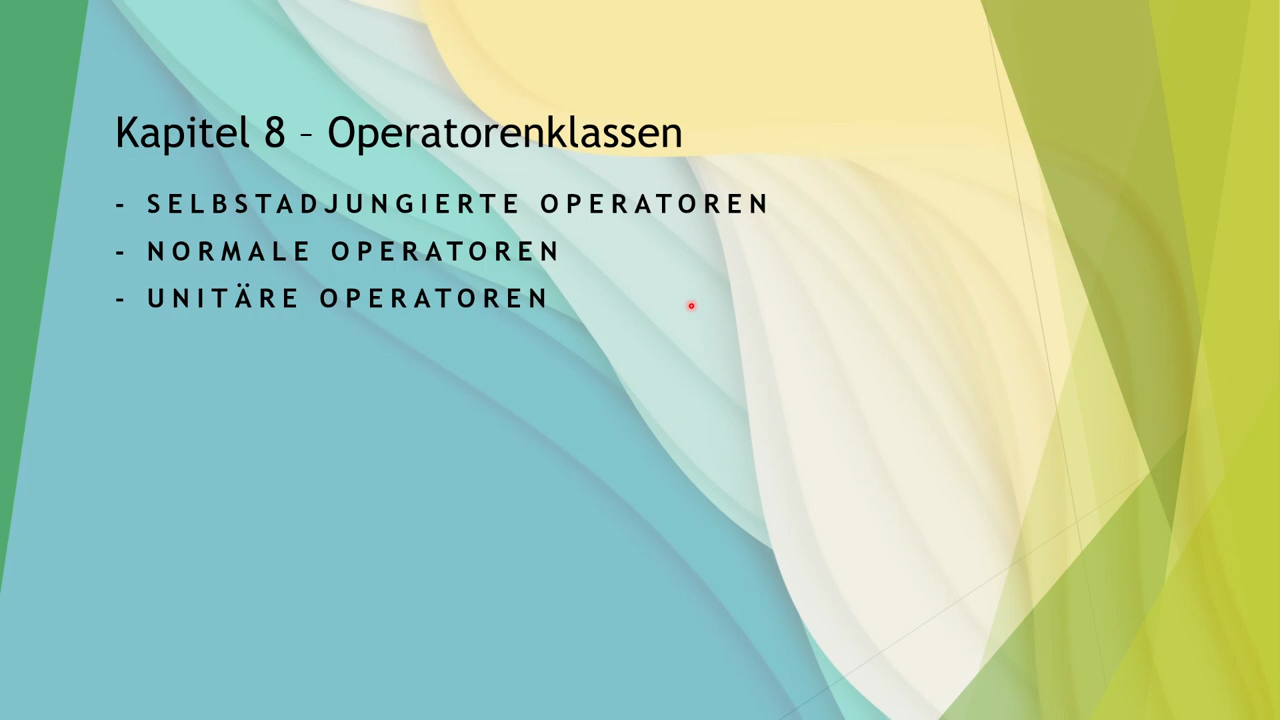 Kapitel 8 – Operatorenklassen
- SELBSTADJUNGIERTE OPERATOREN
- NORMALE OPERATOREN
- UNITÄRE OPERATOREN